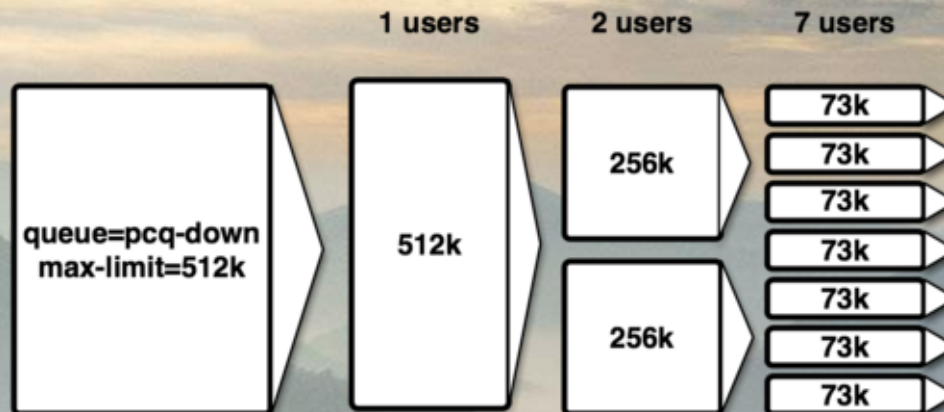 1 users
2 users
7 users
queue=pcq-down
max-limit=512k
512k
256k
256k
73k
73k
73k
73k
73k
73k
73k